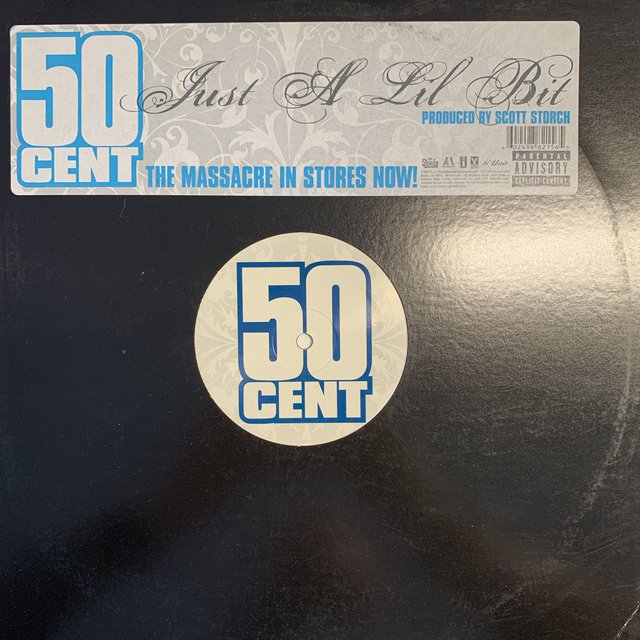 50
CENT
Just A Lil Bit
PRODUCED BY SCOTT STORCH
THE MASSACRE IN STORES NOW!
G Unit
PARENTAL
ADVISORY
EXPLICIT CONTENT
50
CENT